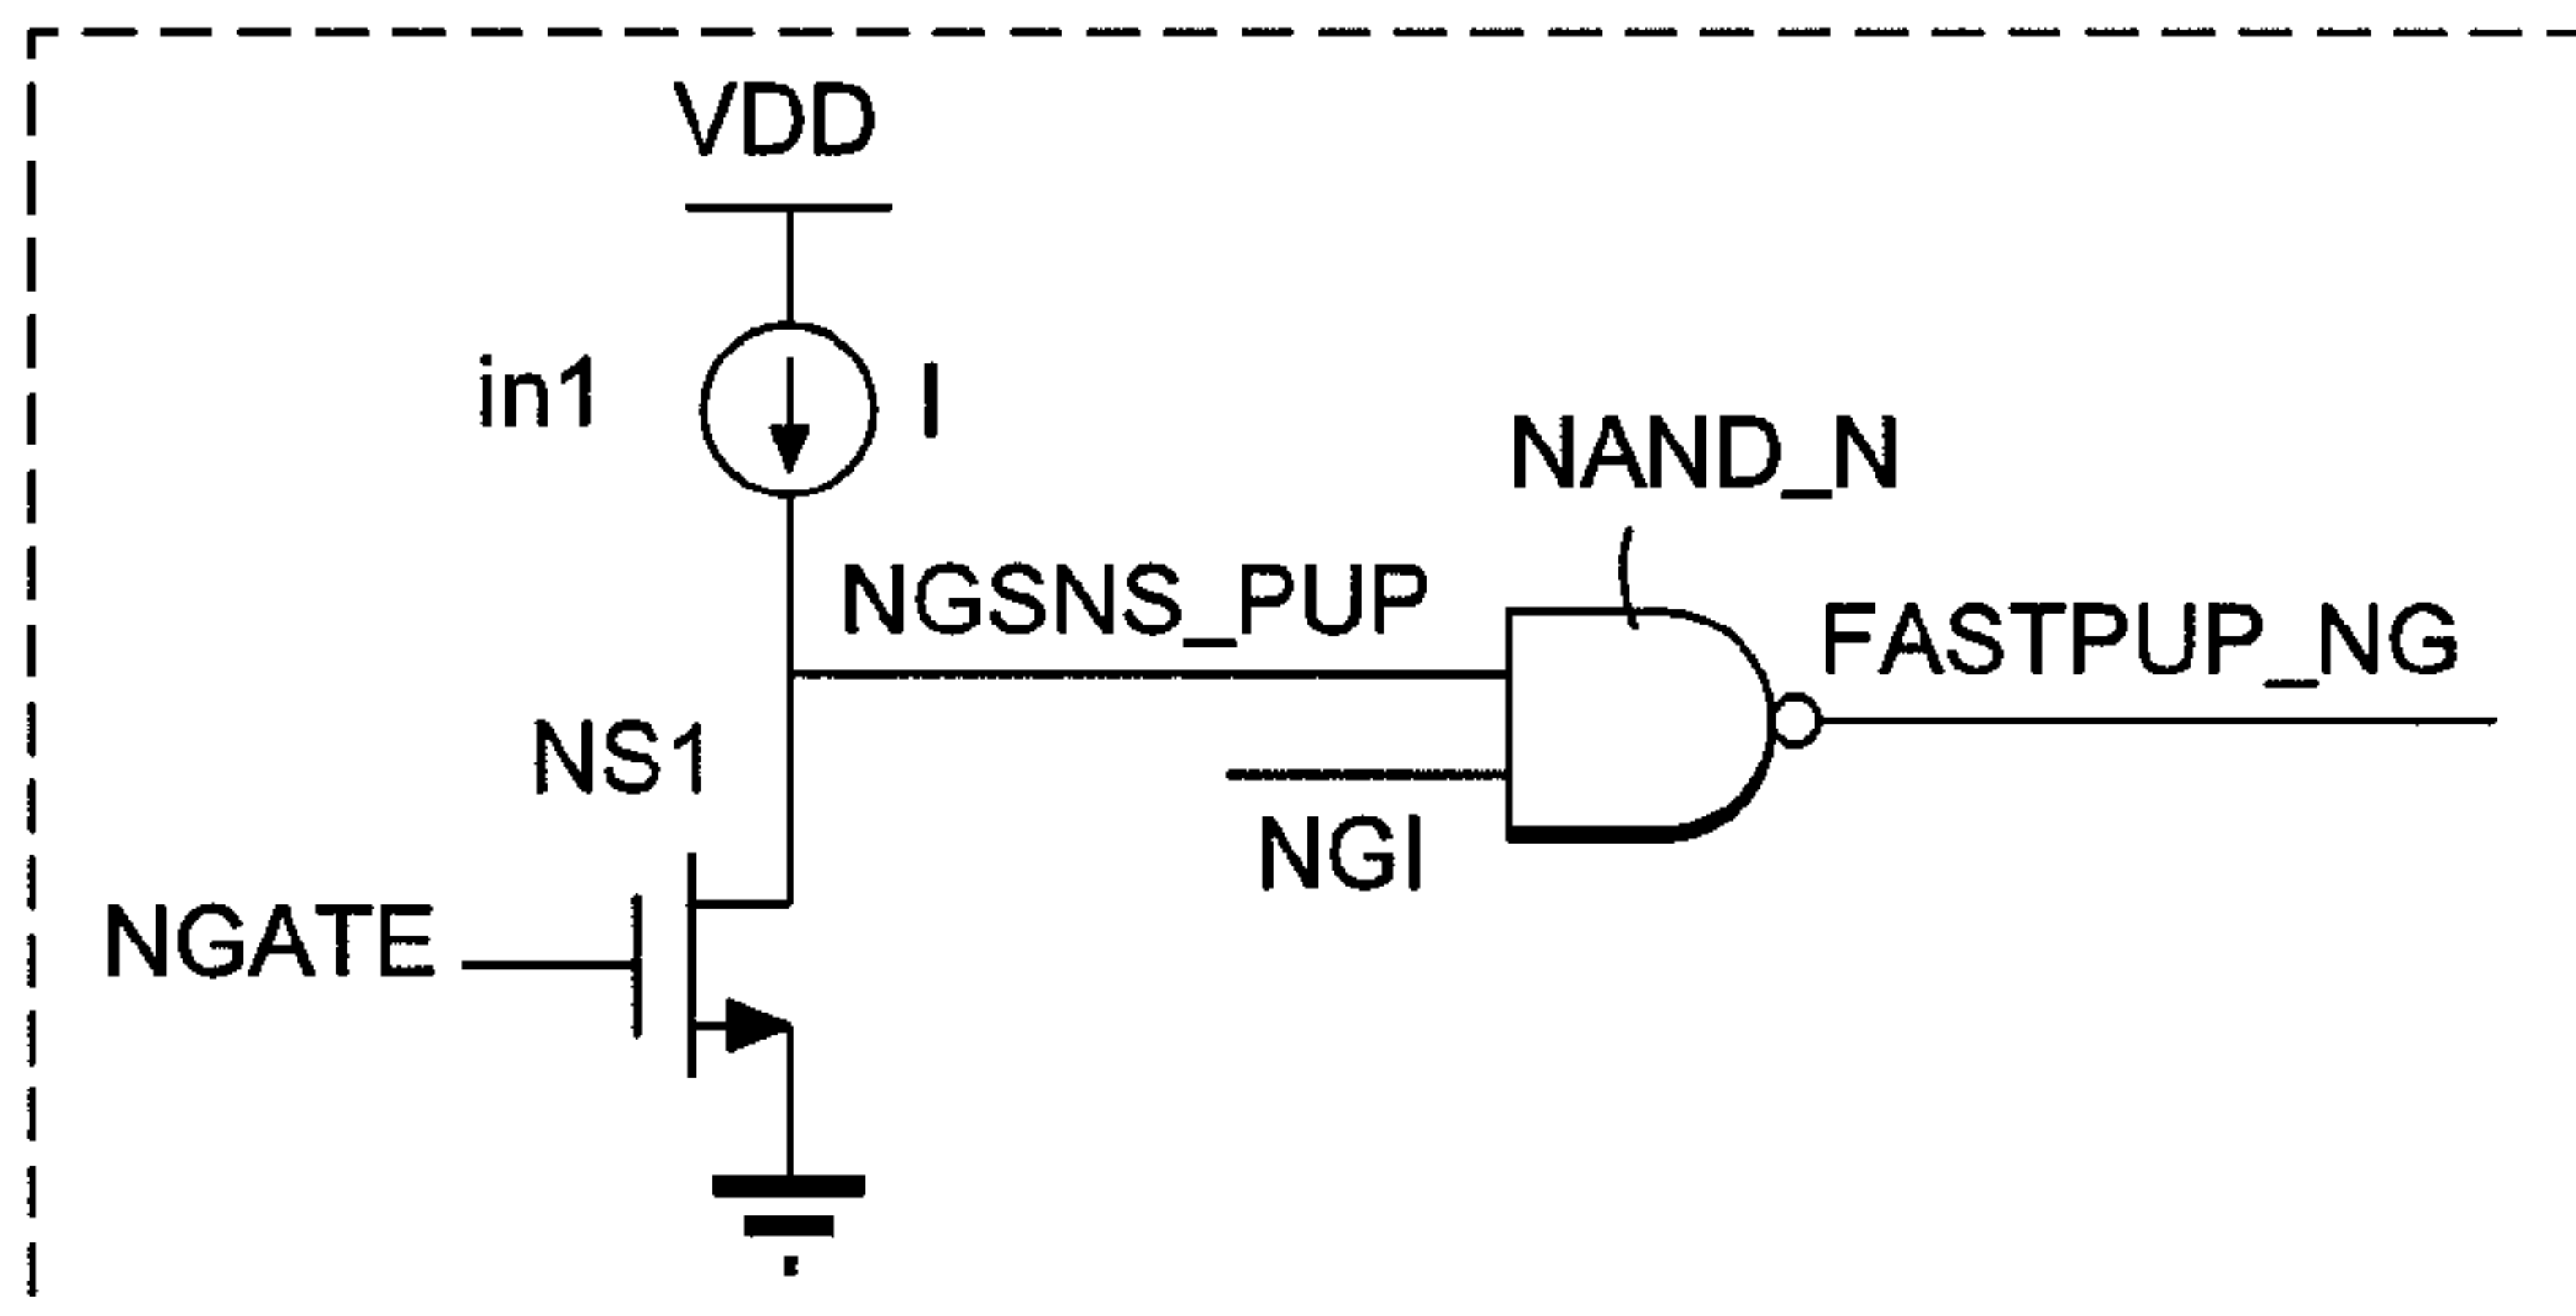 VDD
in1
I
NAND_N
NGSNS_PUP
FASTPUP_NG
NS1
NGI
NGATE